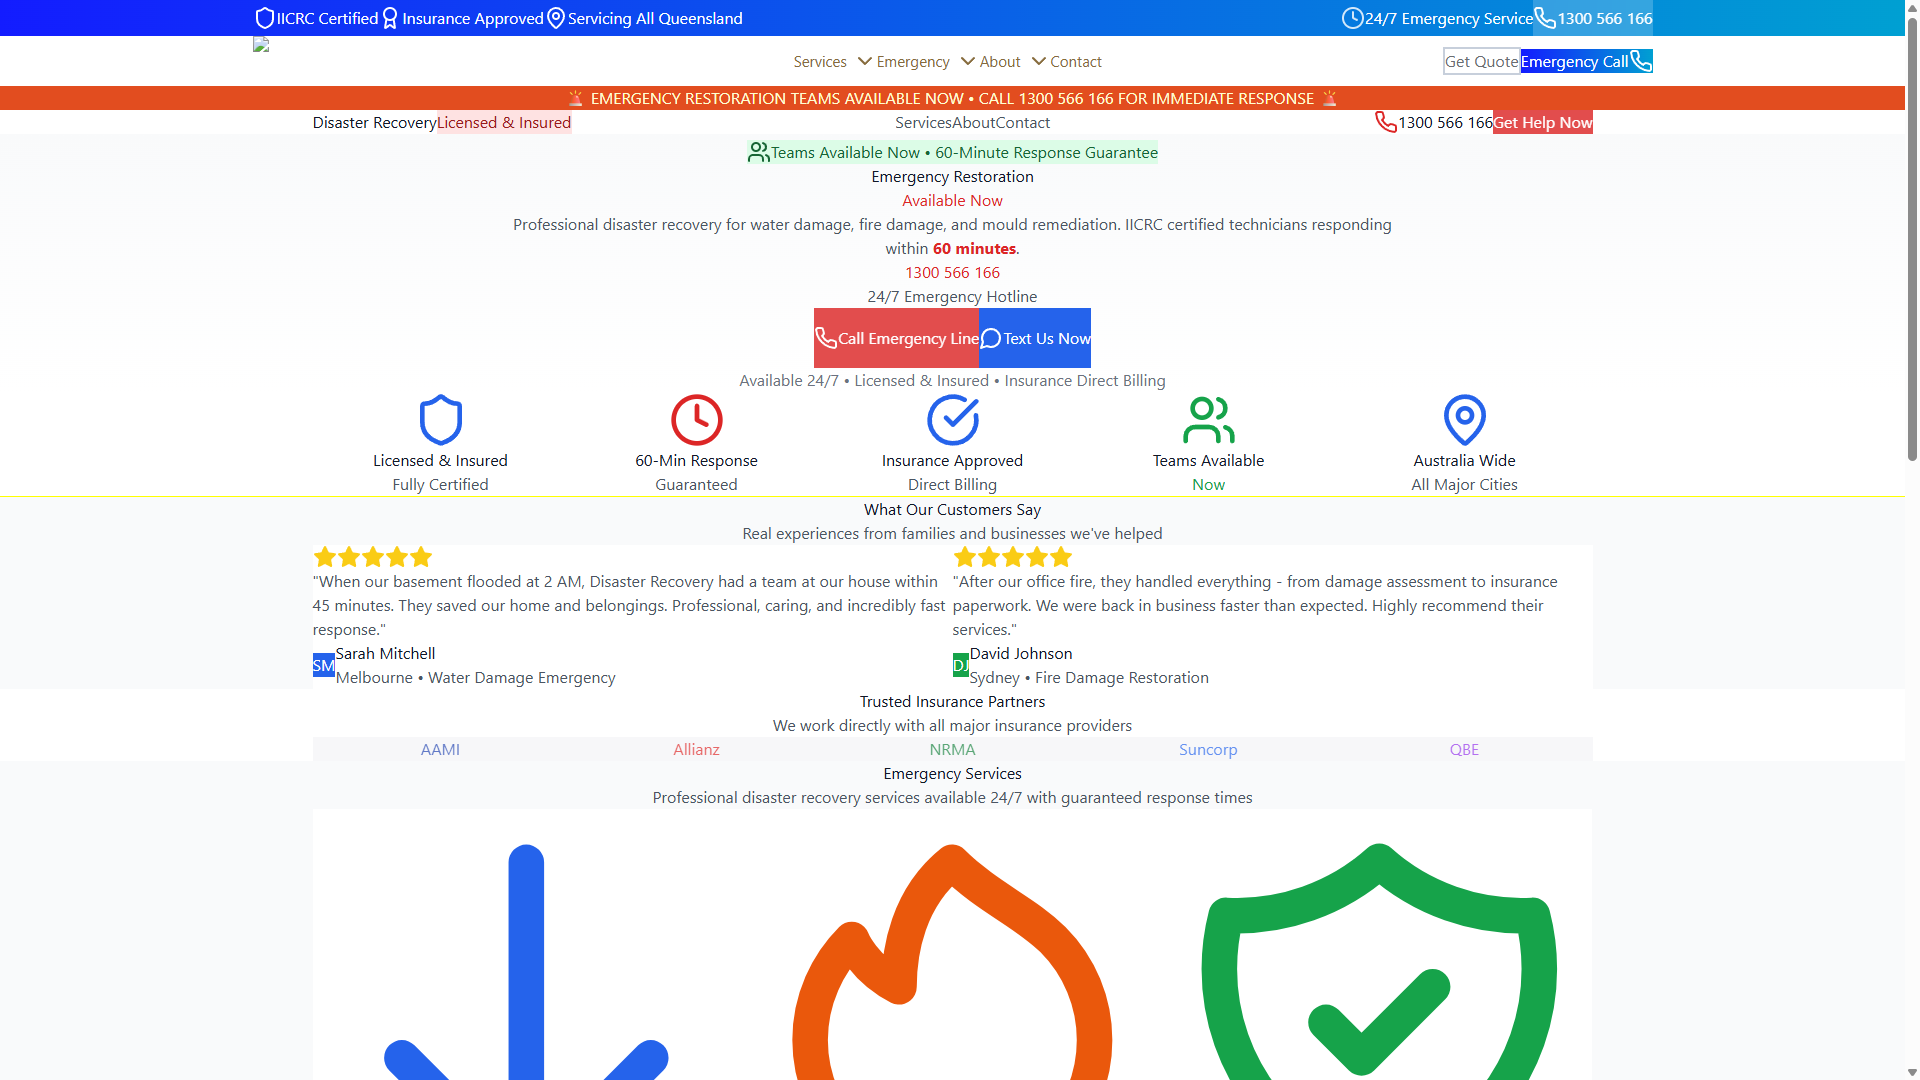 IICRC Certified Insurance Approved Servicing All Queensland 24/7 Emergency Service 1300 566 166
Services Emergency About Contact Get Quote Emergency Call
🚨 EMERGENCY RESTORATION TEAMS AVAILABLE NOW • CALL 1300 566 166 FOR IMMEDIATE RESPONSE 🚨
Disaster Recovery Licensed & Insured Services About Contact 1300 566 166 Get Help Now
Teams Available Now • 60-Minute Response Guarantee
Emergency Restoration
Available Now
Professional disaster recovery for water damage, fire damage, and mould remediation. IICRC certified technicians responding
within 60 minutes.
1300 566 166
24/7 Emergency Hotline
Call Emergency Line Text Us Now
Available 24/7 • Licensed & Insured • Insurance Direct Billing
Licensed & Insured 60-Min Response Insurance Approved Teams Available Australia Wide
Fully Certified Guaranteed Direct Billing Now All Major Cities
What Our Customers Say
Real experiences from families and businesses we've helped
"When our basement flooded at 2 AM, Disaster Recovery had a team at our house within
45 minutes. They saved our home and belongings. Professional, caring, and incredibly fast
response."
SM Sarah Mitchell
Melbourne • Water Damage Emergency
"After our office fire, they handled everything - from damage assessment to insurance
paperwork. We were back in business faster than expected. Highly recommend their
services."
DJ David Johnson
Sydney • Fire Damage Restoration
Trusted Insurance Partners
We work directly with all major insurance providers
AAMI Allianz NRMA Suncorp QBE
Emergency Services
Professional disaster recovery services available 24/7 with guaranteed response times